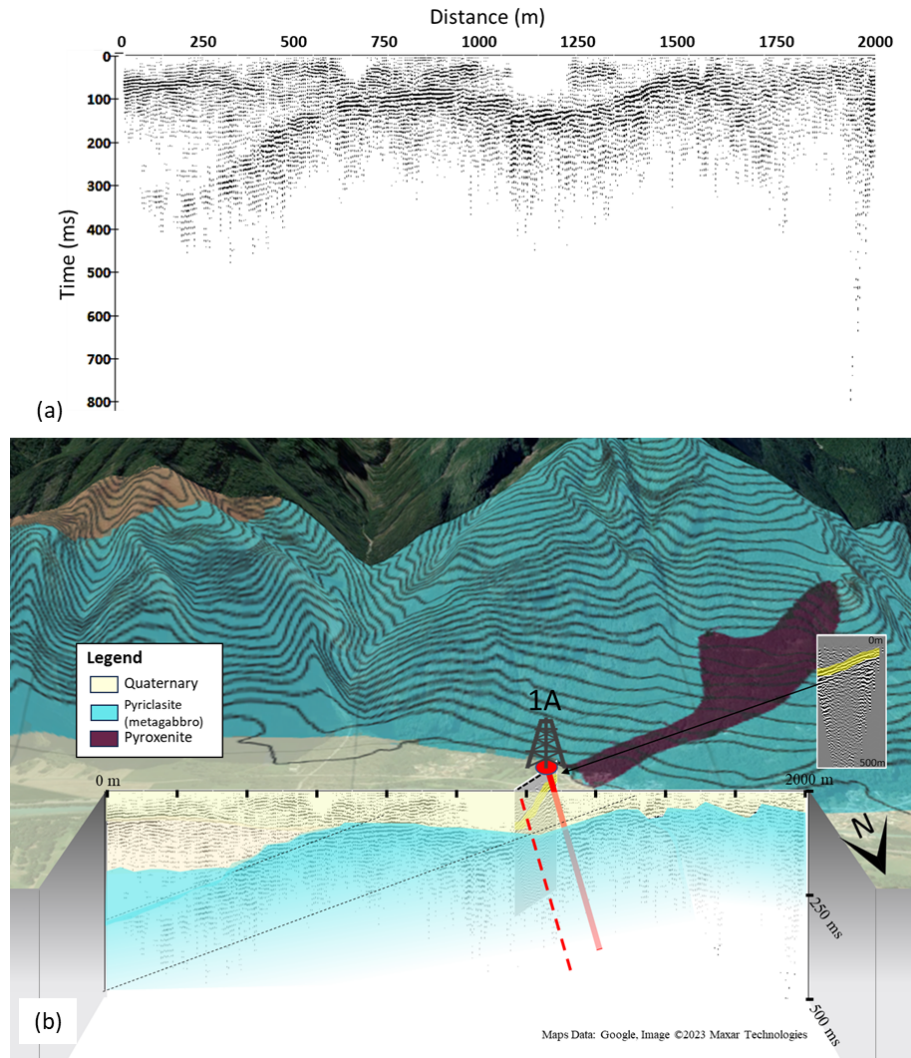 Distance (m)
0 250 500 750 1000 1250 1500 1750 2000
0
100
200
300
400
500
600
700
800
Time (ms)
(a)
Legend
Quaternary
Pyriclasite
(metagabbro)
Pyroxenite
1A
0m
500m
0 m
2000 m
N
250 ms
500 ms
(b)
Maps Data: Google, Image ©2023 Maxar Technologies